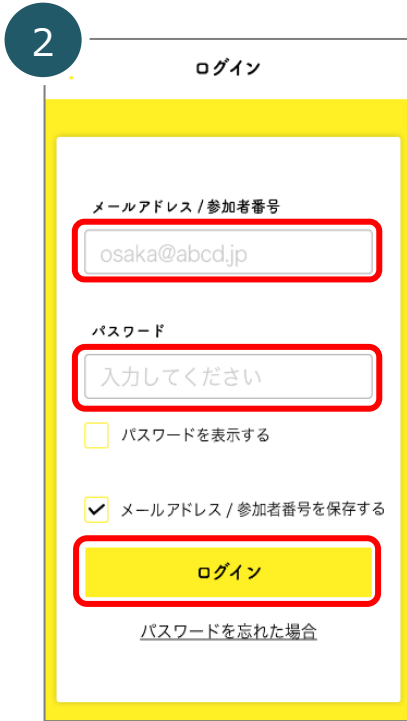 2
ログイン
メールアドレス / 参加者番号
osaka@abcd.jp
パスワード
入力してください
パスワードを表示する
メールアドレス / 参加者番号を保存する
ログイン
パスワードを忘れた場合